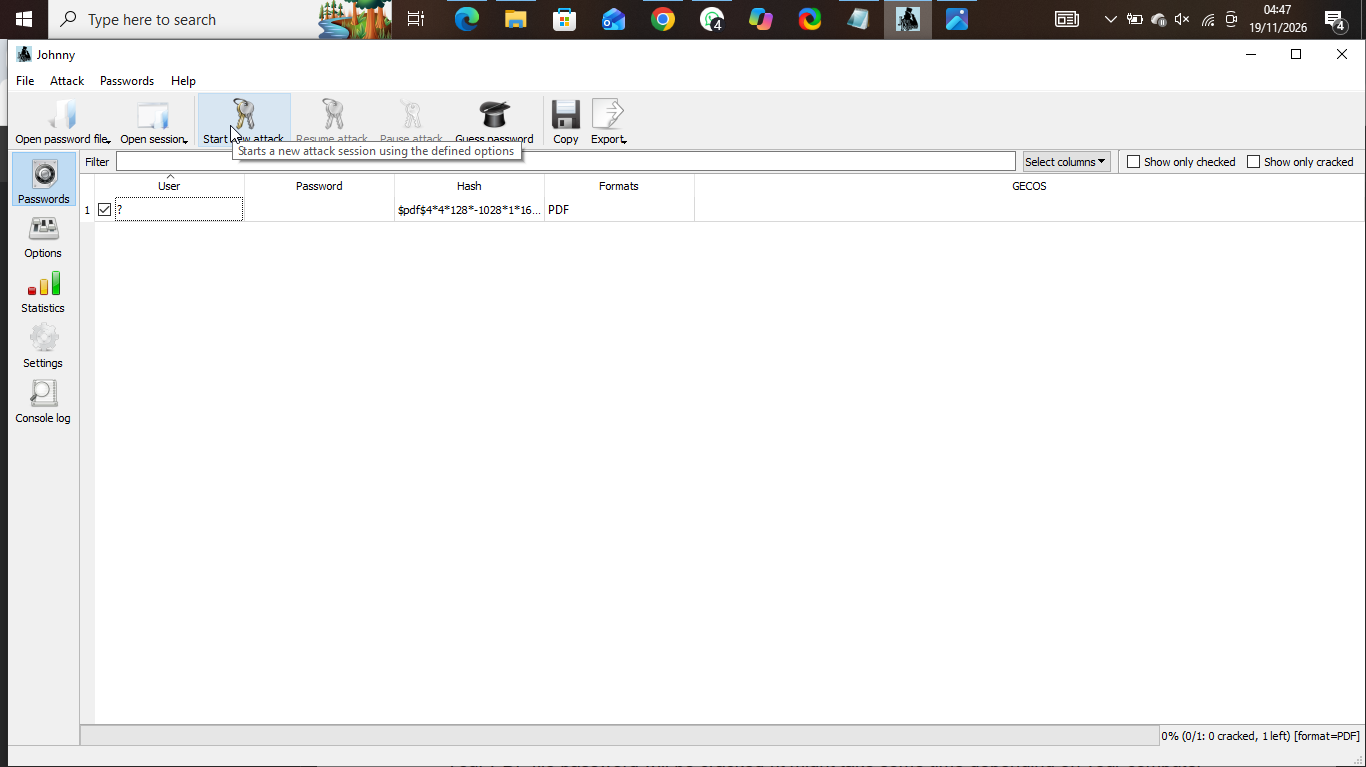 Type here to search
4
04:47
19/11/2026
4
Johnny
File Attack Passwords Help
Open password file Open session Start new attack Resume attack Pause attack Guess password Copy Export
Starts a new attack session using the defined options
Passwords
Filter
Select columns
Show only checked
Show only cracked
User Password Hash Formats GECOS
1 ? $pdf$4*4*128*-1028*1*16... PDF
Options
Statistics
Settings
Console log
0% (0/1: 0 cracked, 1 left) [format=PDF]